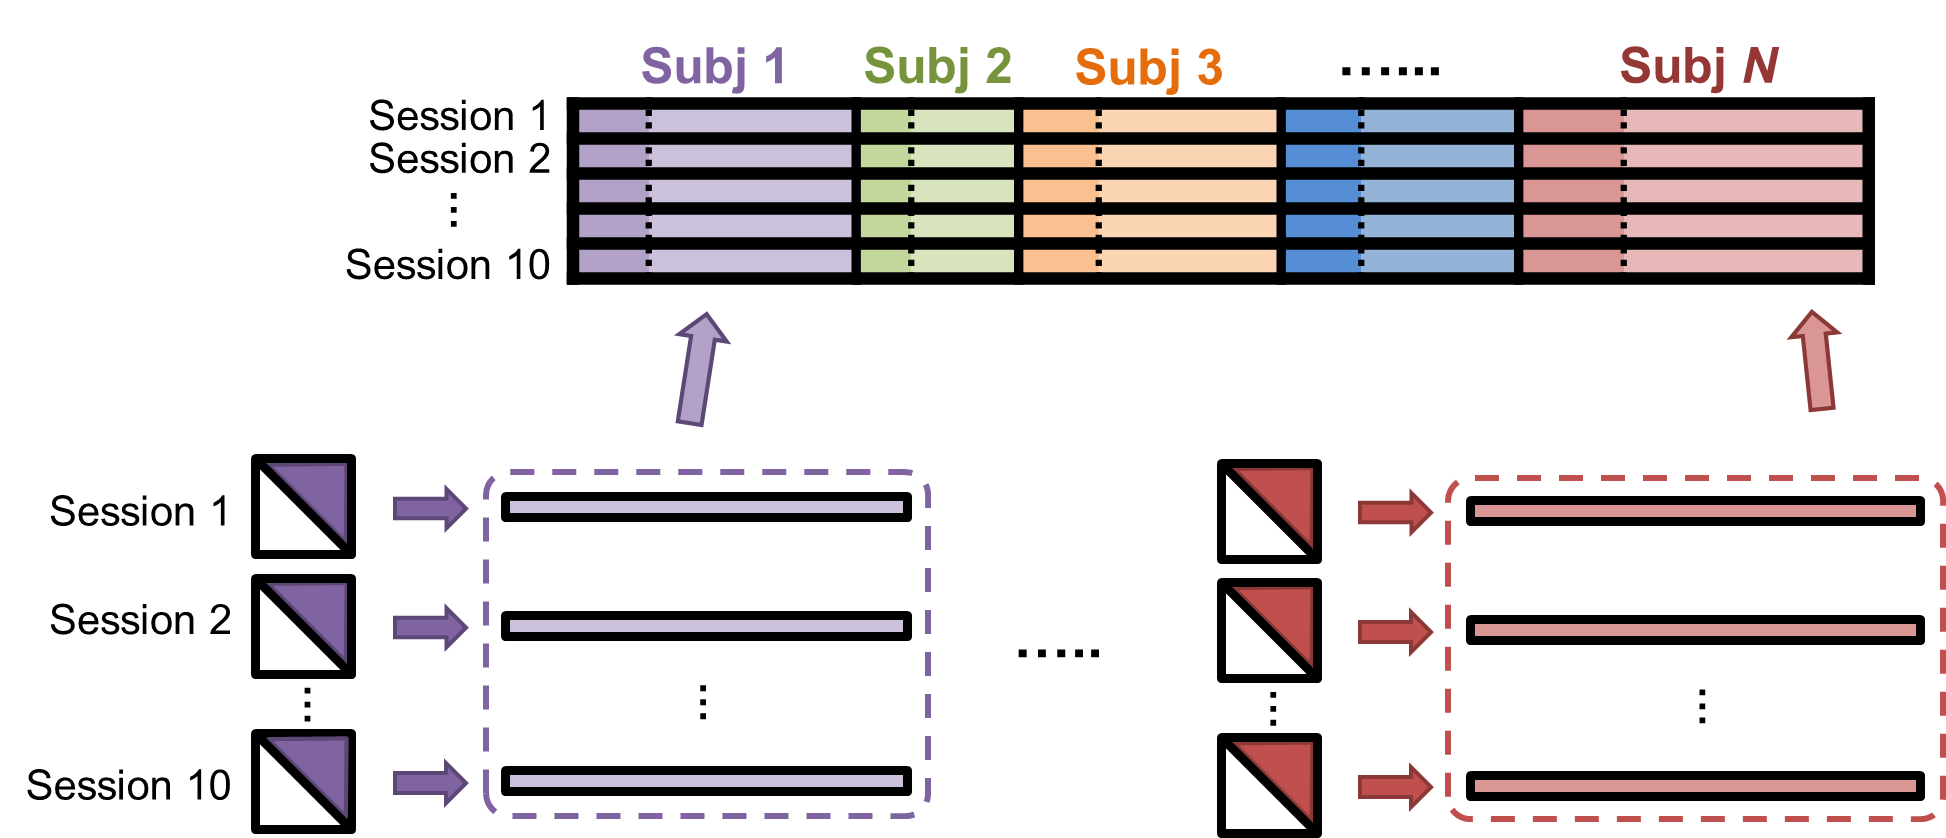 Subj 1 Subj 2 Subj 3 ...... Subj N
Session 1
Session 2
⋮
Session 10
Session 1
Session 2
.....
⋮ ⋮ ⋮ ⋮
Session 10